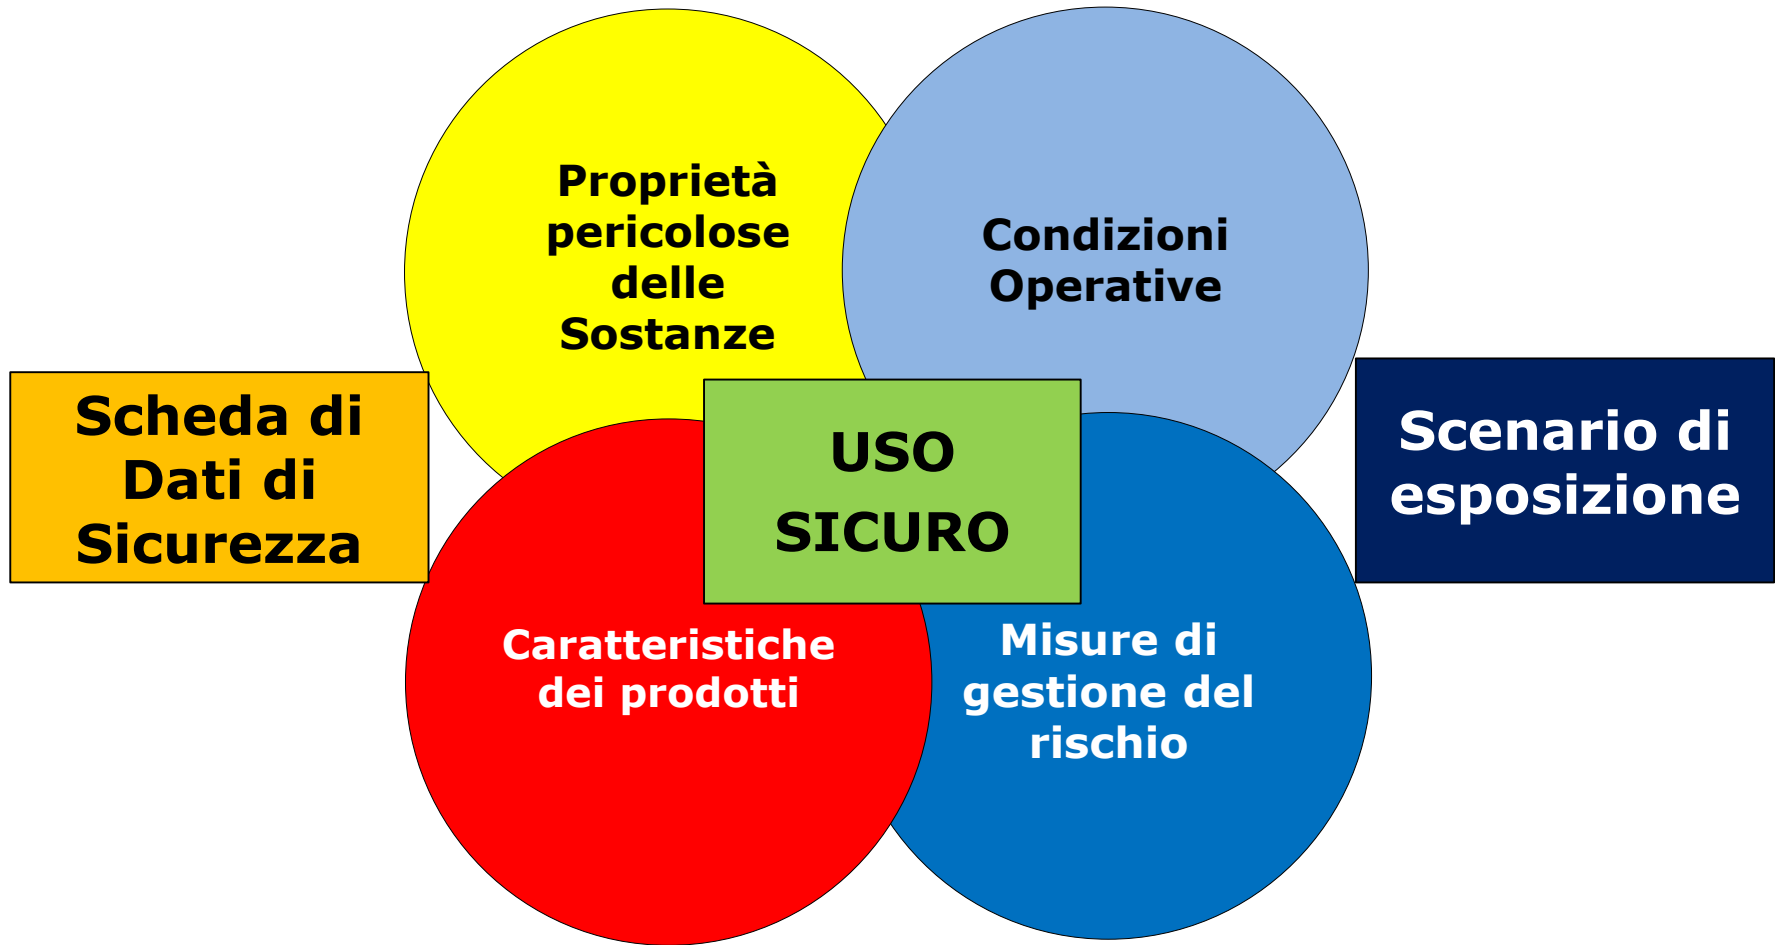 Proprietà
pericolose
delle
Sostanze
Condizioni
Operative
Scheda di
Dati di
Sicurezza
USO
SICURO
Scenario di
esposizione
Caratteristiche
dei prodotti
Misure di
gestione del
rischio